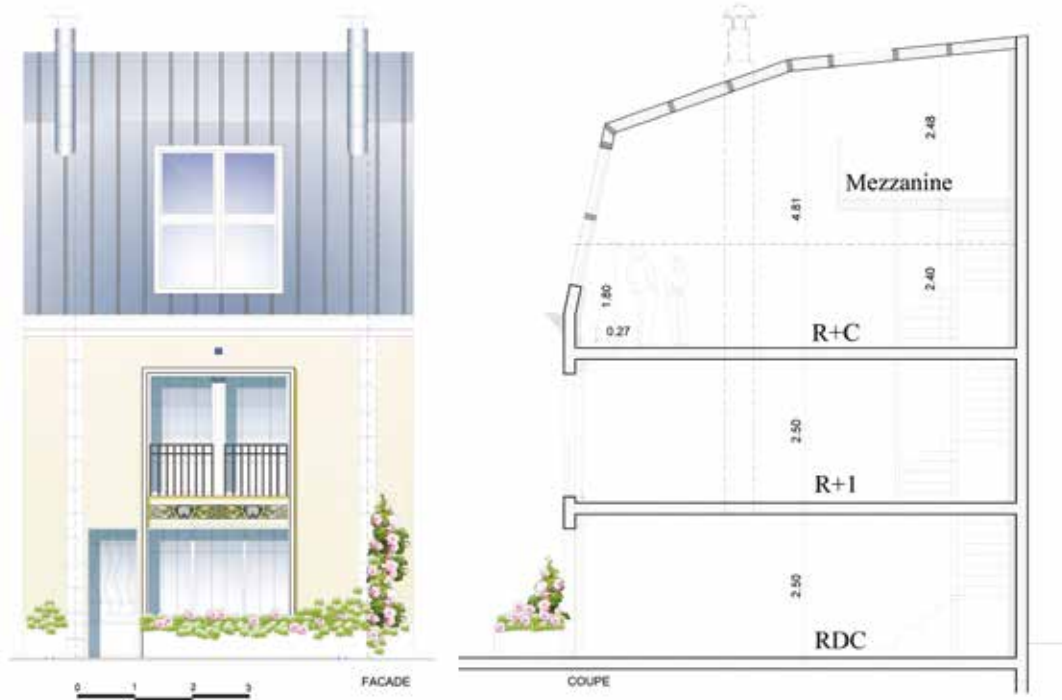 2.48
Mezzanine
4.81
2.40
1.80
0.27
R+C
2.50
R+1
2.50
RDC
FACADE
COUPE
0 1 2 3